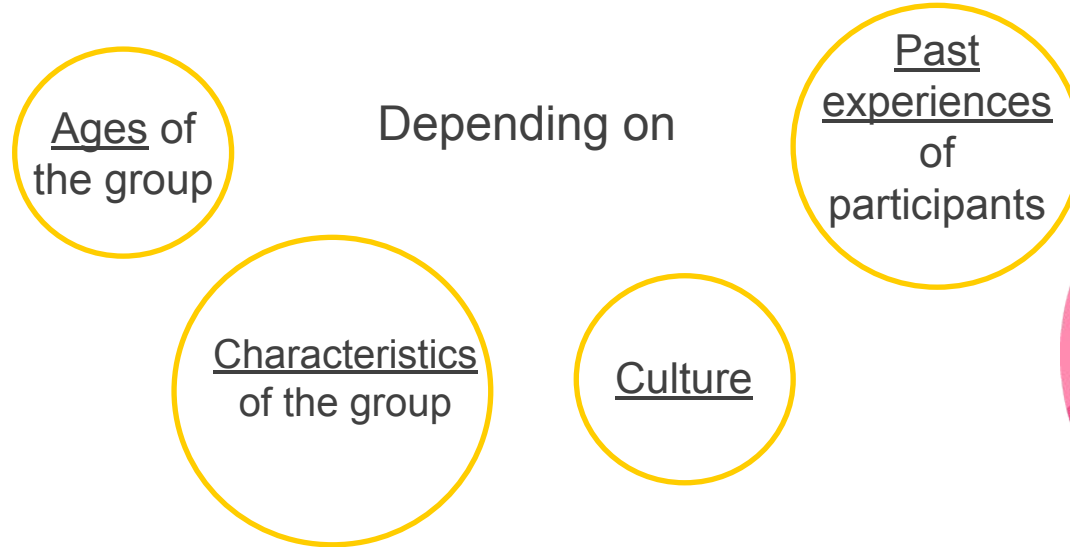 Depending on
Ages of
the group
Past
experiences
of
participants
Characteristics
of the group
Culture